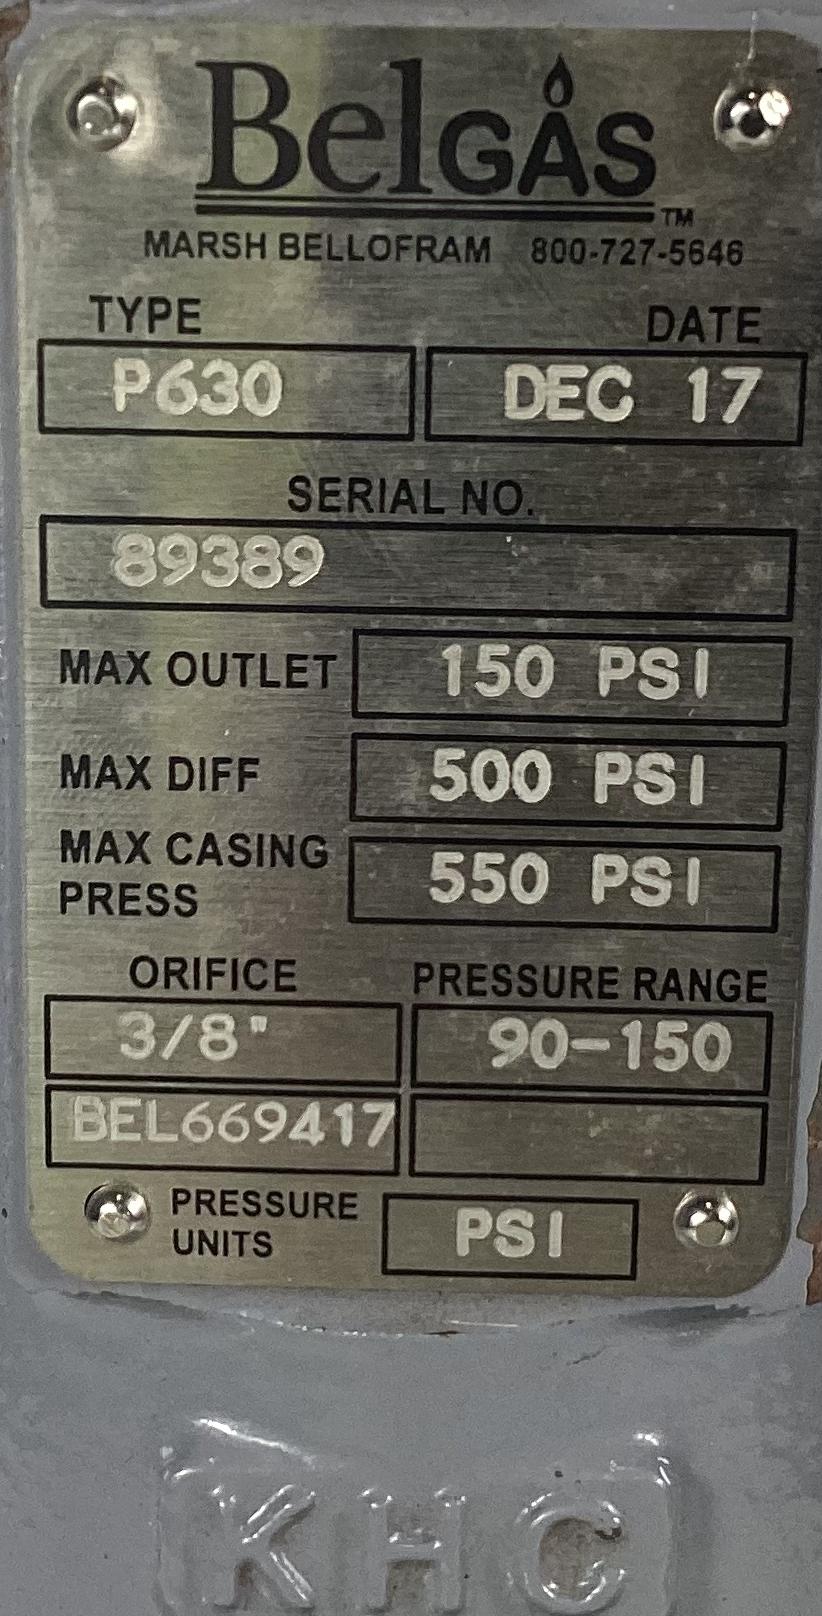 BelGAS™
MARSH BELLOFRAM 800-727-5646
TYPE DATE
P630 DEC 17
SERIAL NO.
89389
MAX OUTLET 150 PSI
MAX DIFF 500 PSI
MAX CASING PRESS 550 PSI
ORIFICE PRESSURE RANGE
3/8" 90-150
BEL669417
PRESSURE UNITS PSI
KHC